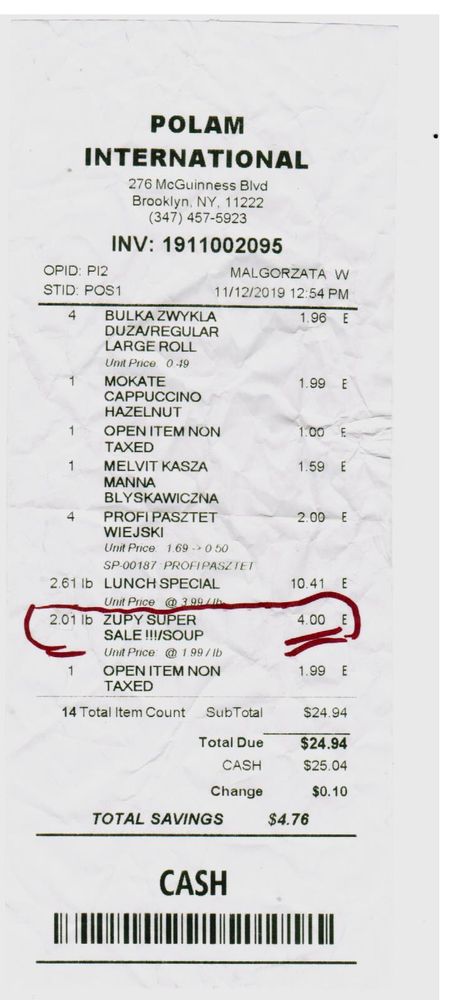 POLAM
INTERNATIONAL
276 McGuinness Blvd
Brooklyn, NY, 11222
(347) 457-5923
INV: 1911002095
OPID: PI2 MALGORZATA W
STID: POS1 11/12/2019 12:54 PM
4 BULKA ZWYKLA 1.96 E
DUZA/REGULAR
LARGE ROLL
Unit Price: 0.49
1 MOKATE 1.99 E
CAPPUCCINO
HAZELNUT
1 OPEN ITEM NON 1.00 E
TAXED
1 MELVIT KASZA 1.59 E
MANNA
BLYSKAWICZNA
4 PROFI PASZTET 2.00 E
WIEJSKI
Unit Price: 1.69 -> 0.50
SP-00187: PROFI PASZTET
2.61 lb LUNCH SPECIAL 10.41 E
Unit Price: @ 3.99 / lb
2.01 lb ZUPY SUPER 4.00 E
SALE !!!/SOUP
Unit Price: @ 1.99 / lb
1 OPEN ITEM NON 1.99 E
TAXED
14 Total Item Count SubTotal $24.94
Total Due $24.94
CASH $25.04
Change $0.10
TOTAL SAVINGS $4.76
CASH